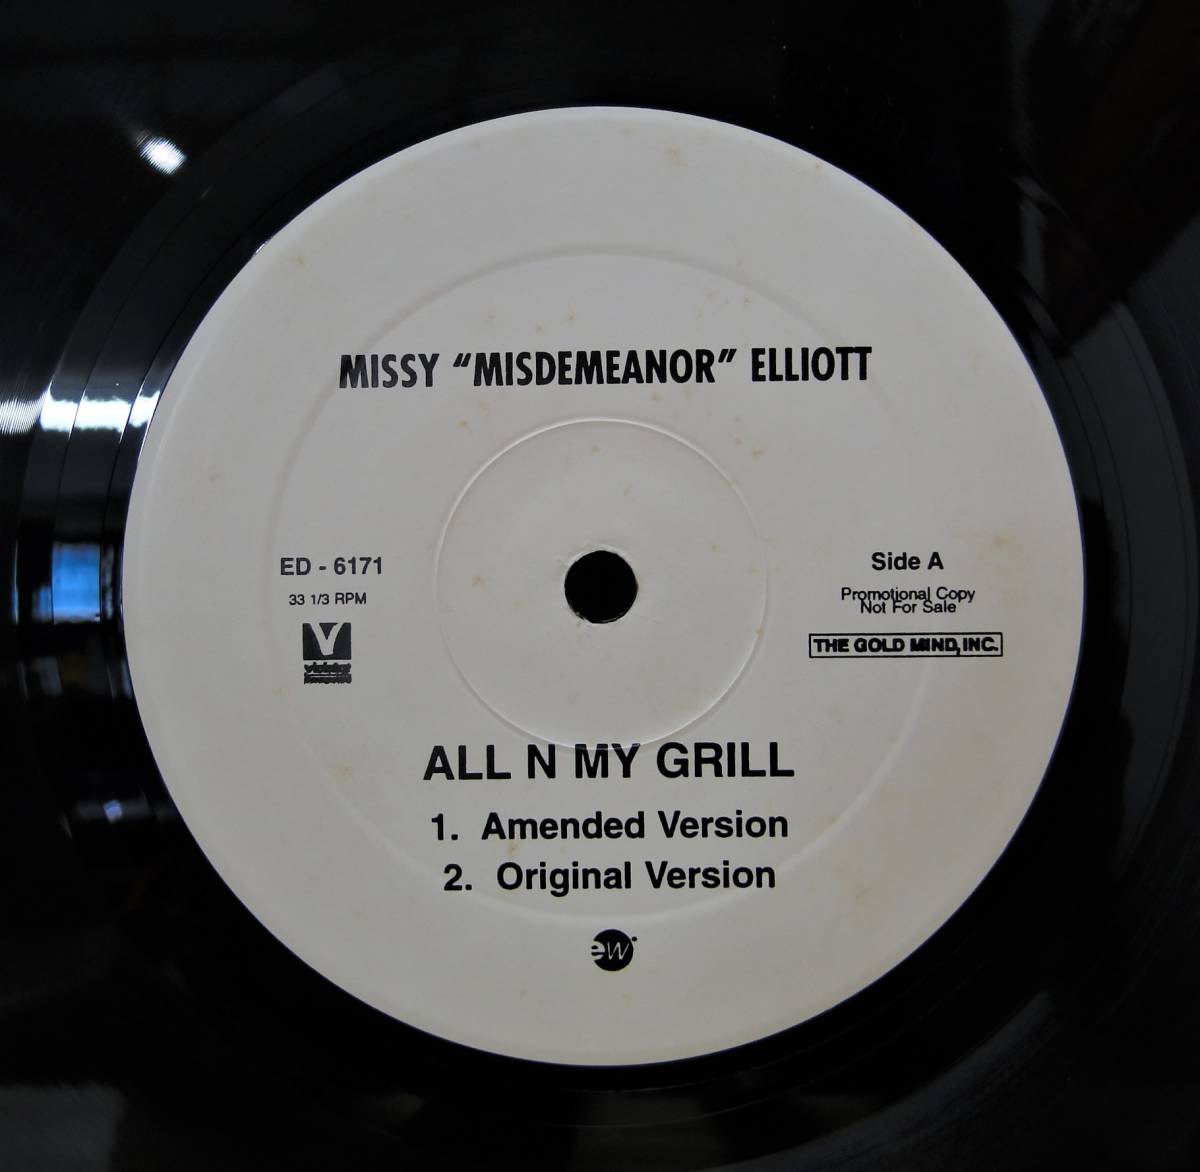 MISSY "MISDEMEANOR" ELLIOTT
ED - 6171
33 1/3 RPM
V
Side A
Promotional Copy
Not For Sale
THE GOLD MIND, INC.
ALL N MY GRILL
1. Amended Version
2. Original Version
ew